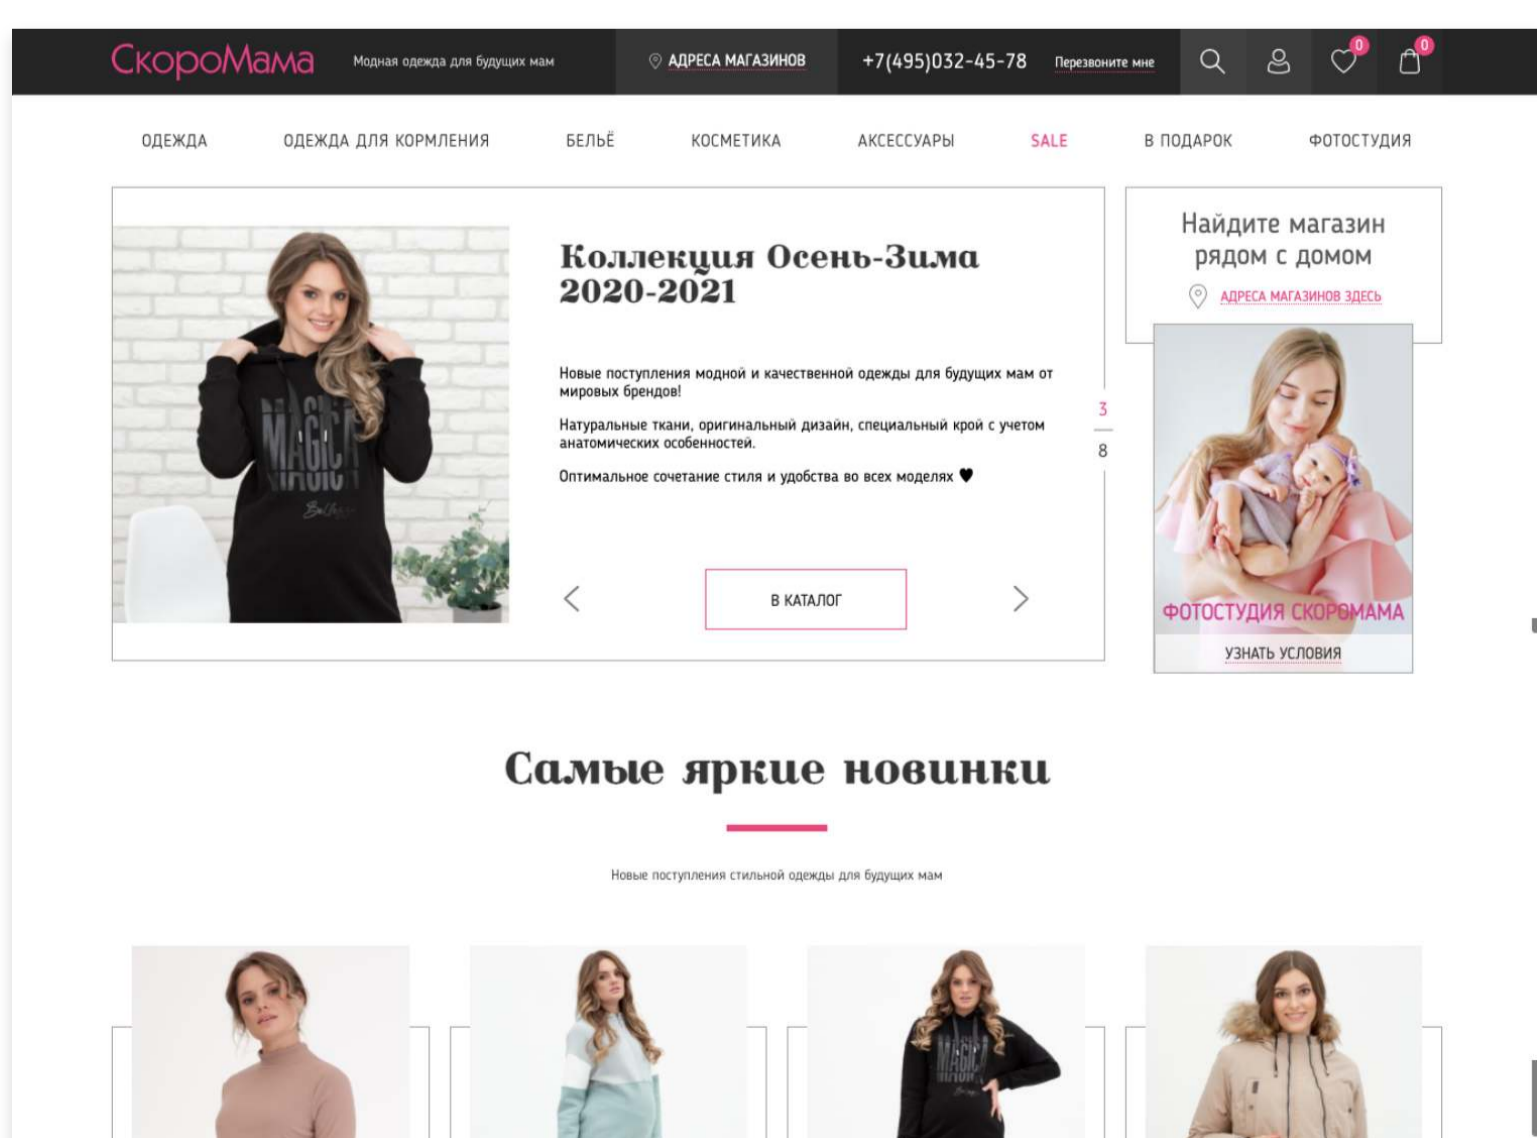 СкороМама
Модная одежда для будущих мам
АДРЕСА МАГАЗИНОВ
+7(495)032-45-78
Перезвоните мне
0
0
ОДЕЖДА
ОДЕЖДА ДЛЯ КОРМЛЕНИЯ
БЕЛЬЁ
КОСМЕТИКА
АКСЕССУАРЫ
SALE
В ПОДАРОК
ФОТОСТУДИЯ
MAGICA
Коллекция Осень-Зима
2020-2021
Новые поступления модной и качественной одежды для будущих мам от
мировых брендов!
Натуральные ткани, оригинальный дизайн, специальный крой с учетом
анатомических особенностей.
Оптимальное сочетание стиля и удобства во всех моделях 🖤
В КАТАЛОГ
3
8
Найдите магазин
рядом с домом
АДРЕСА МАГАЗИНОВ ЗДЕСЬ
ФОТОСТУДИЯ СКОРОМАМА
УЗНАТЬ УСЛОВИЯ
Самые яркие новинки
Новые поступления стильной одежды для будущих мам
MAGICA